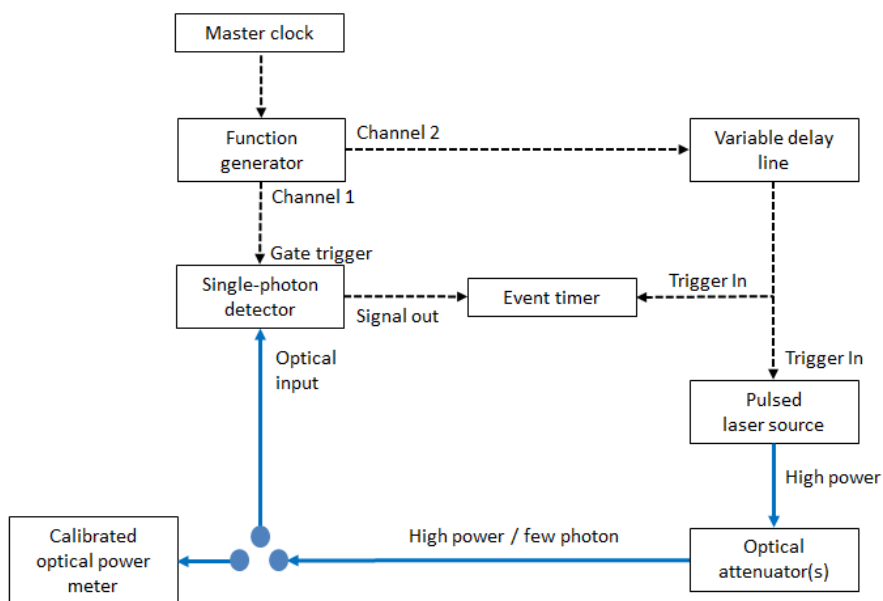 Master clock
Function
generator
Channel 2
Variable delay
line
Channel 1
Gate trigger
Single-photon
detector
Signal out
Event timer
Trigger In
Optical
input
Trigger In
Pulsed
laser source
High power
Calibrated
optical power
meter
High power / few photon
Optical
attenuator(s)